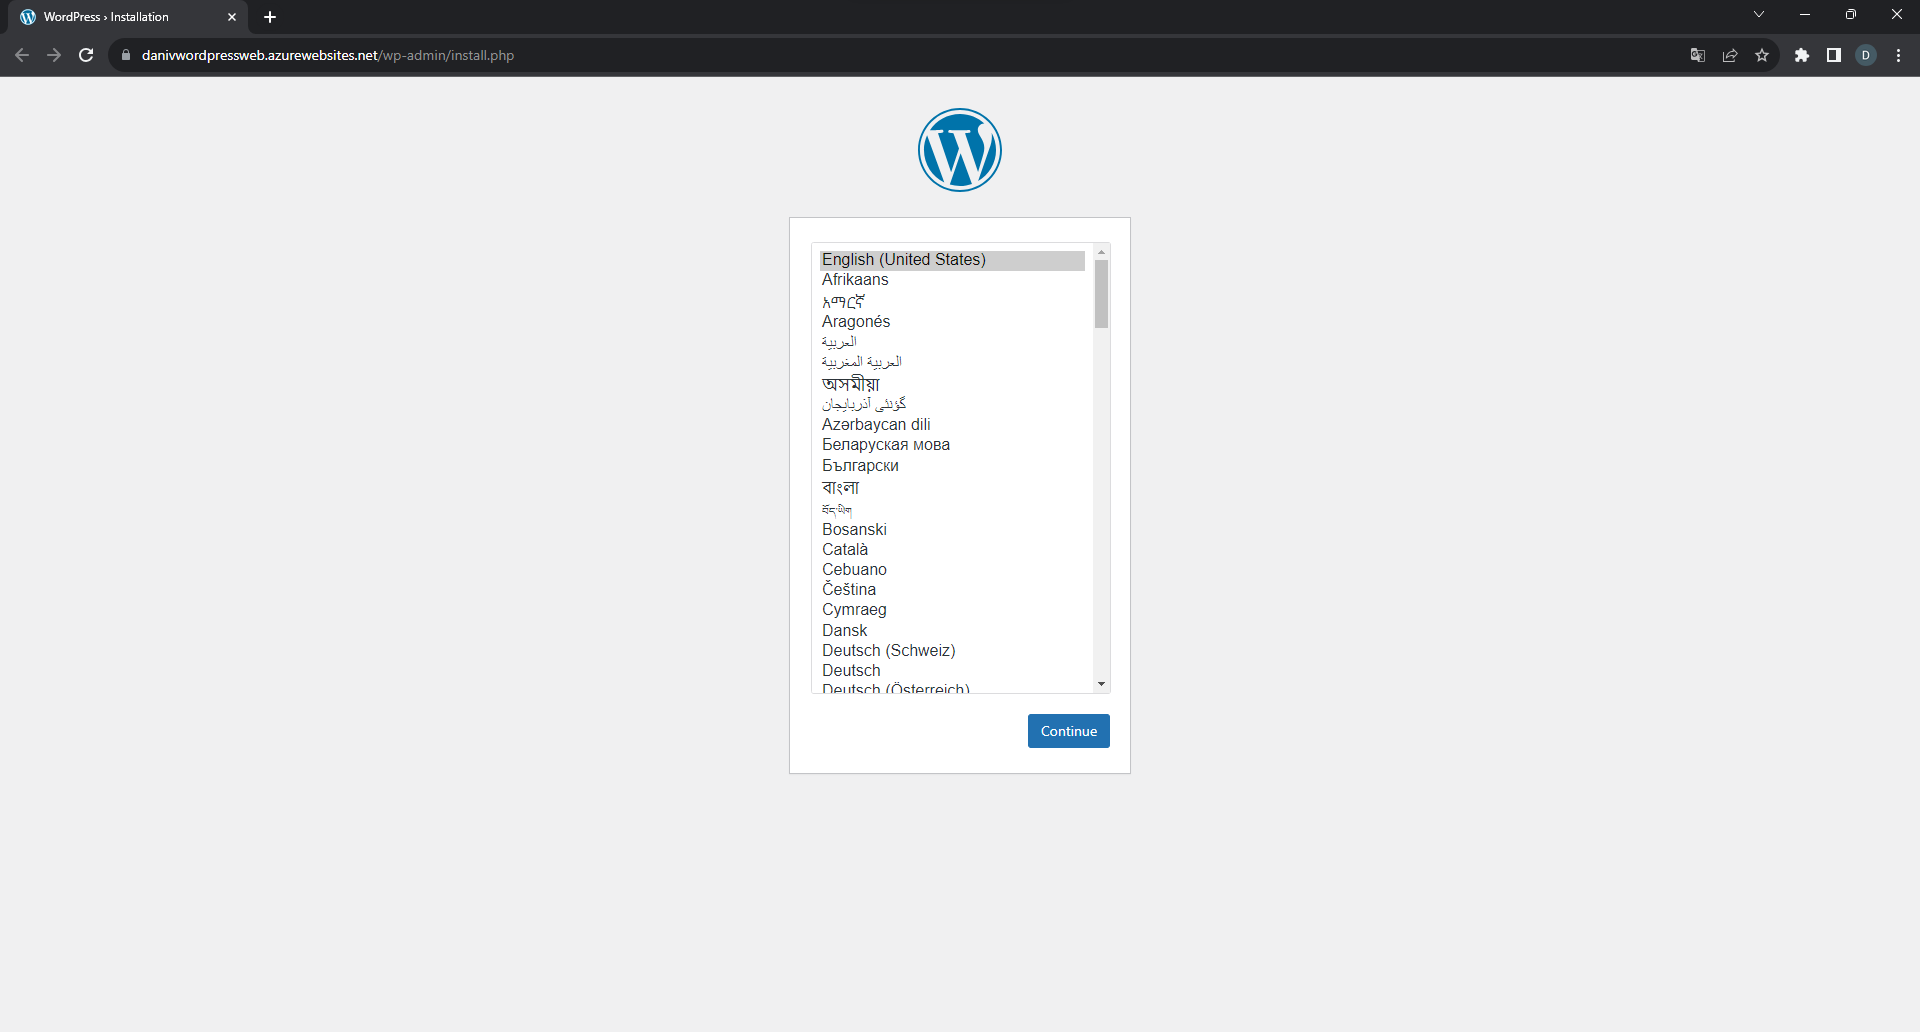 WordPress › Installation
danivwordpressweb.azurewebsites.net/wp-admin/install.php
D
English (United States)
Afrikaans
አማርኛ
Aragonés
العربية
العربية المغربية
অসমীয়া
گؤنئی آذربایجان
Azərbaycan dili
Беларуская мова
Български
বাংলা
བོད་ཡིག
Bosanski
Català
Cebuano
Čeština
Cymraeg
Dansk
Deutsch (Schweiz)
Deutsch
Deutsch (Österreich)
Continue